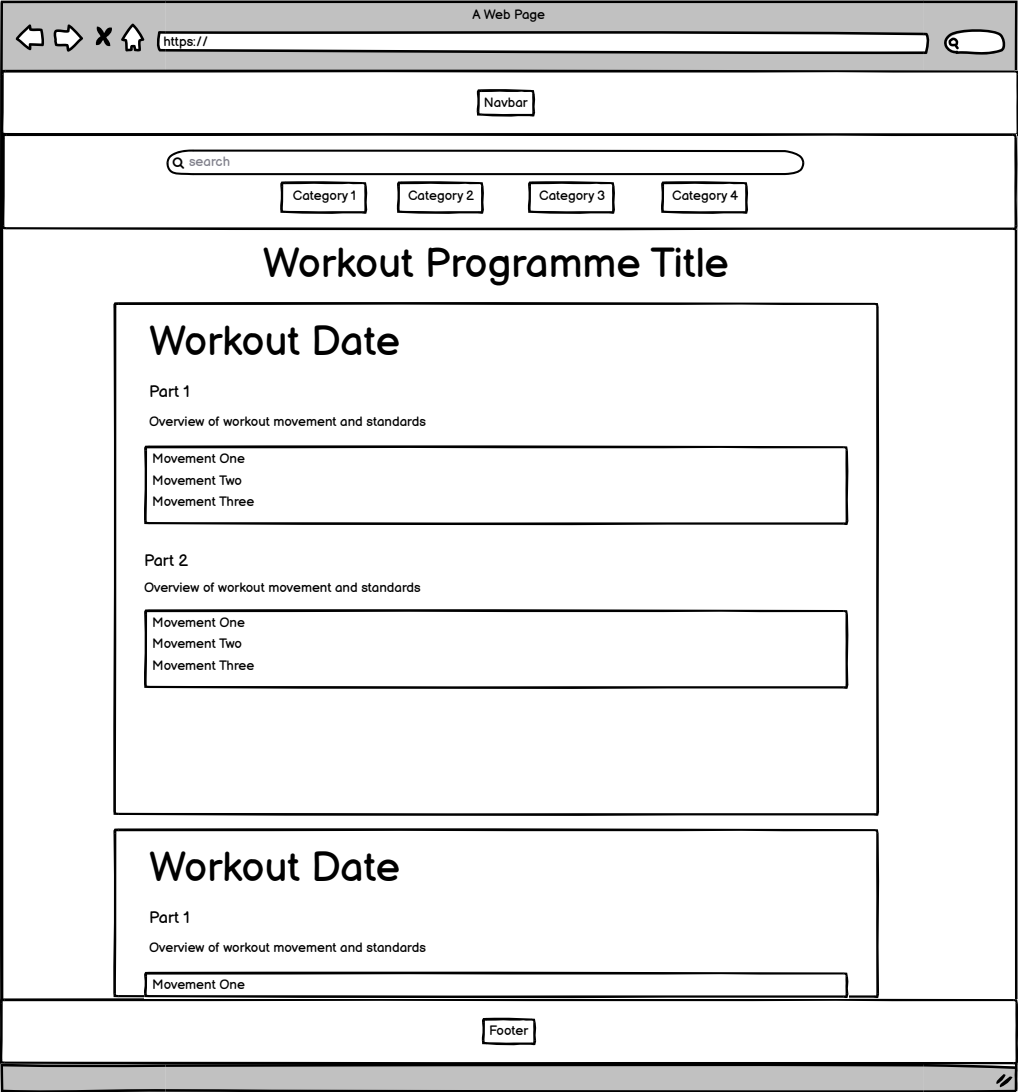 A Web Page
https://
Navbar
search
Category 1 Category 2 Category 3 Category 4
Workout Programme Title
Workout Date
Part 1
Overview of workout movement and standards
Movement One
Movement Two
Movement Three
Part 2
Overview of workout movement and standards
Movement One
Movement Two
Movement Three
Workout Date
Part 1
Overview of workout movement and standards
Movement One
Footer